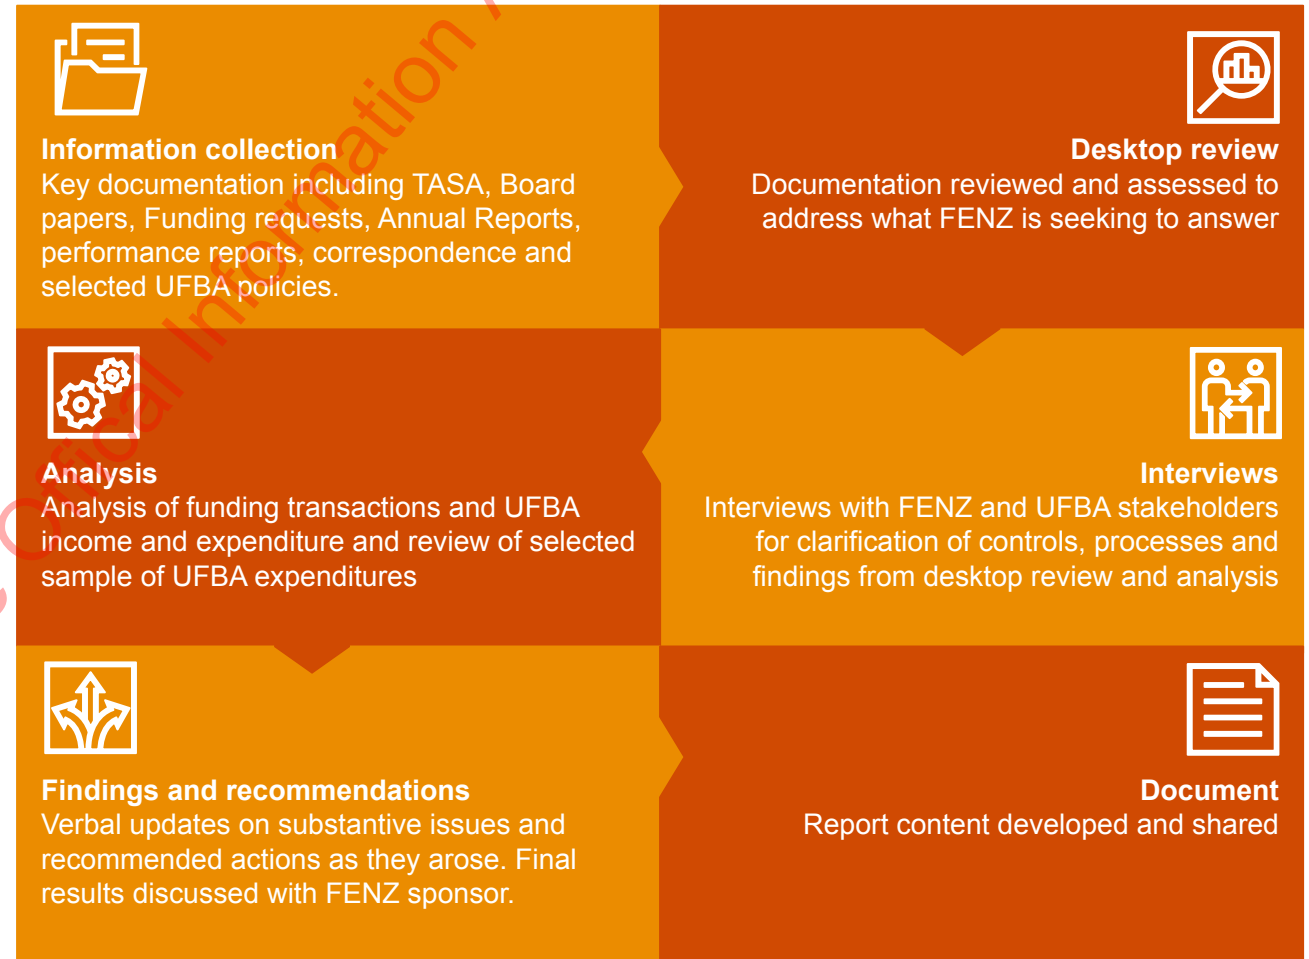 Information collection
Key documentation including TASA, Board
papers, Funding requests, Annual Reports,
performance reports, correspondence and
selected UFBA policies.
Desktop review
Documentation reviewed and assessed to
address what FENZ is seeking to answer
Interviews
Interviews with FENZ and UFBA stakeholders
for clarification of controls, processes and
findings from desktop review and analysis
Analysis
Analysis of funding transactions and UFBA
income and expenditure and review of selected
sample of UFBA expenditures
Findings and recommendations
Verbal updates on substantive issues and
recommended actions as they arose. Final
results discussed with FENZ sponsor.
Document
Report content developed and shared
Offical Information